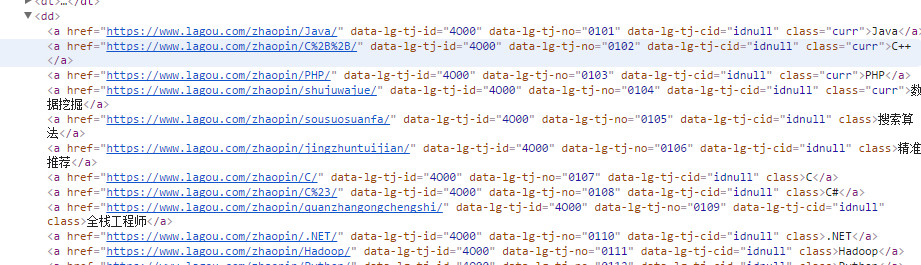 <dt>…</dt>
<dd>
<a href="https://www.lagou.com/zhaopin/Java/" data-lg-tj-id="4O00" data-lg-tj-no="0101" data-lg-tj-cid="idnull" class="curr">Java</a>
<a href="https://www.lagou.com/zhaopin/C%2B%2B/" data-lg-tj-id="4O00" data-lg-tj-no="0102" data-lg-tj-cid="idnull" class="curr">C++
</a>
<a href="https://www.lagou.com/zhaopin/PHP/" data-lg-tj-id="4O00" data-lg-tj-no="0103" data-lg-tj-cid="idnull" class="curr">PHP</a>
<a href="https://www.lagou.com/zhaopin/shujuwajue/" data-lg-tj-id="4O00" data-lg-tj-no="0104" data-lg-tj-cid="idnull" class="curr">数
据挖掘</a>
<a href="https://www.lagou.com/zhaopin/sousuosuanfa/" data-lg-tj-id="4O00" data-lg-tj-no="0105" data-lg-tj-cid="idnull" class>搜索算
法</a>
<a href="https://www.lagou.com/zhaopin/jingzhuntuijian/" data-lg-tj-id="4O00" data-lg-tj-no="0106" data-lg-tj-cid="idnull" class>精准
推荐</a>
<a href="https://www.lagou.com/zhaopin/C/" data-lg-tj-id="4O00" data-lg-tj-no="0107" data-lg-tj-cid="idnull" class>C</a>
<a href="https://www.lagou.com/zhaopin/C%23/" data-lg-tj-id="4O00" data-lg-tj-no="0108" data-lg-tj-cid="idnull" class>C#</a>
<a href="https://www.lagou.com/zhaopin/quanzhangongchengshi/" data-lg-tj-id="4O00" data-lg-tj-no="0109" data-lg-tj-cid="idnull"
class>全栈工程师</a>
<a href="https://www.lagou.com/zhaopin/.NET/" data-lg-tj-id="4O00" data-lg-tj-no="0110" data-lg-tj-cid="idnull" class>.NET</a>
<a href="https://www.lagou.com/zhaopin/Hadoop/" data-lg-tj-id="4O00" data-lg-tj-no="0111" data-lg-tj-cid="idnull" class>Hadoop</a>